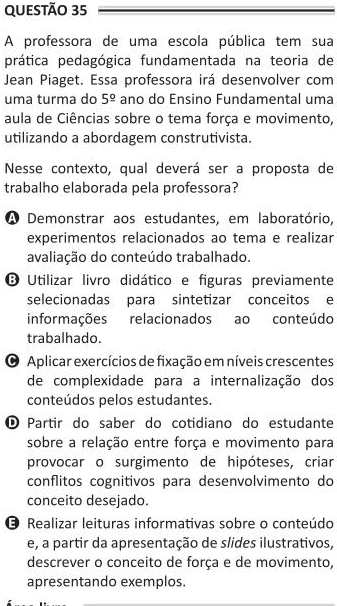 QUESTÃO 35
A professora de uma escola pública tem sua
prática pedagógica fundamentada na teoria de
Jean Piaget. Essa professora irá desenvolver com
uma turma do 5º ano do Ensino Fundamental uma
aula de Ciências sobre o tema força e movimento,
utilizando a abordagem construtivista.
Nesse contexto, qual deverá ser a proposta de
trabalho elaborada pela professora?
A Demonstrar aos estudantes, em laboratório,
experimentos relacionados ao tema e realizar
avaliação do conteúdo trabalhado.
B Utilizar livro didático e figuras previamente
selecionadas para sintetizar conceitos e
informações relacionados ao conteúdo
trabalhado.
C Aplicar exercícios de fixação em níveis crescentes
de complexidade para a internalização dos
conteúdos pelos estudantes.
D Partir do saber do cotidiano do estudante
sobre a relação entre força e movimento para
provocar o surgimento de hipóteses, criar
conflitos cognitivos para desenvolvimento do
conceito desejado.
E Realizar leituras informativas sobre o conteúdo
e, a partir da apresentação de slides ilustrativos,
descrever o conceito de força e de movimento,
apresentando exemplos.